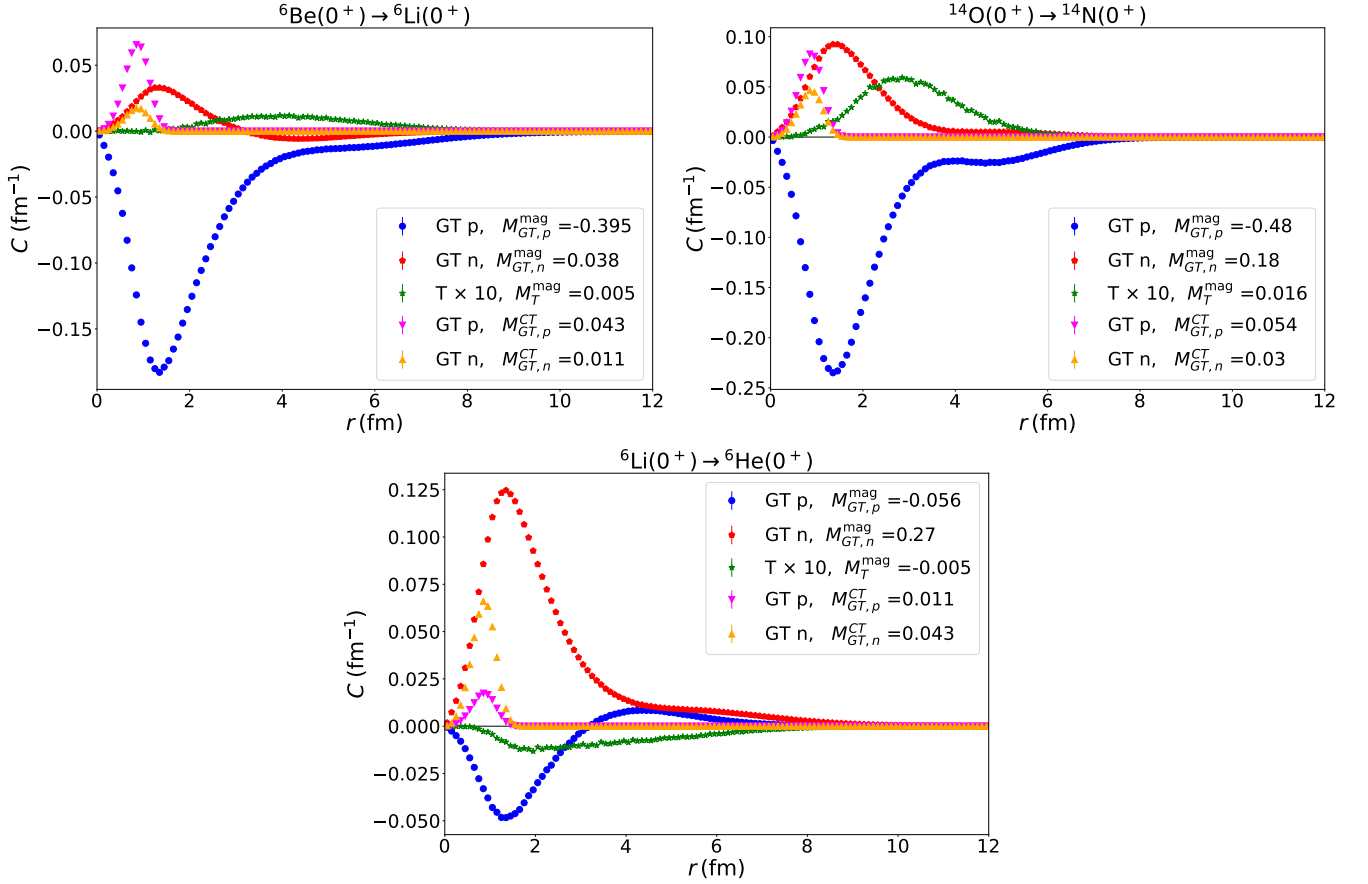 ⁶Be(0⁺) → ⁶Li(0⁺)
C (fm⁻¹)
0.05
0.00
−0.05
−0.10
−0.15
GT p, M^mag_GT,p =-0.395
GT n, M^mag_GT,n =0.038
T × 10, M^mag_T =0.005
GT p, M^CT_GT,p =0.043
GT n, M^CT_GT,n =0.011
0 2 4 6 8 10 12
r (fm)
¹⁴O(0⁺) → ¹⁴N(0⁺)
C (fm⁻¹)
0.10
0.05
0.00
−0.05
−0.10
−0.15
−0.20
−0.25
GT p, M^mag_GT,p =-0.48
GT n, M^mag_GT,n =0.18
T × 10, M^mag_T =0.016
GT p, M^CT_GT,p =0.054
GT n, M^CT_GT,n =0.03
0 2 4 6 8 10 12
r (fm)
⁶Li(0⁺) → ⁶He(0⁺)
C (fm⁻¹)
0.125
0.100
0.075
0.050
0.025
0.000
−0.025
−0.050
GT p, M^mag_GT,p =-0.056
GT n, M^mag_GT,n =0.27
T × 10, M^mag_T =-0.005
GT p, M^CT_GT,p =0.011
GT n, M^CT_GT,n =0.043
0 2 4 6 8 10 12
r (fm)